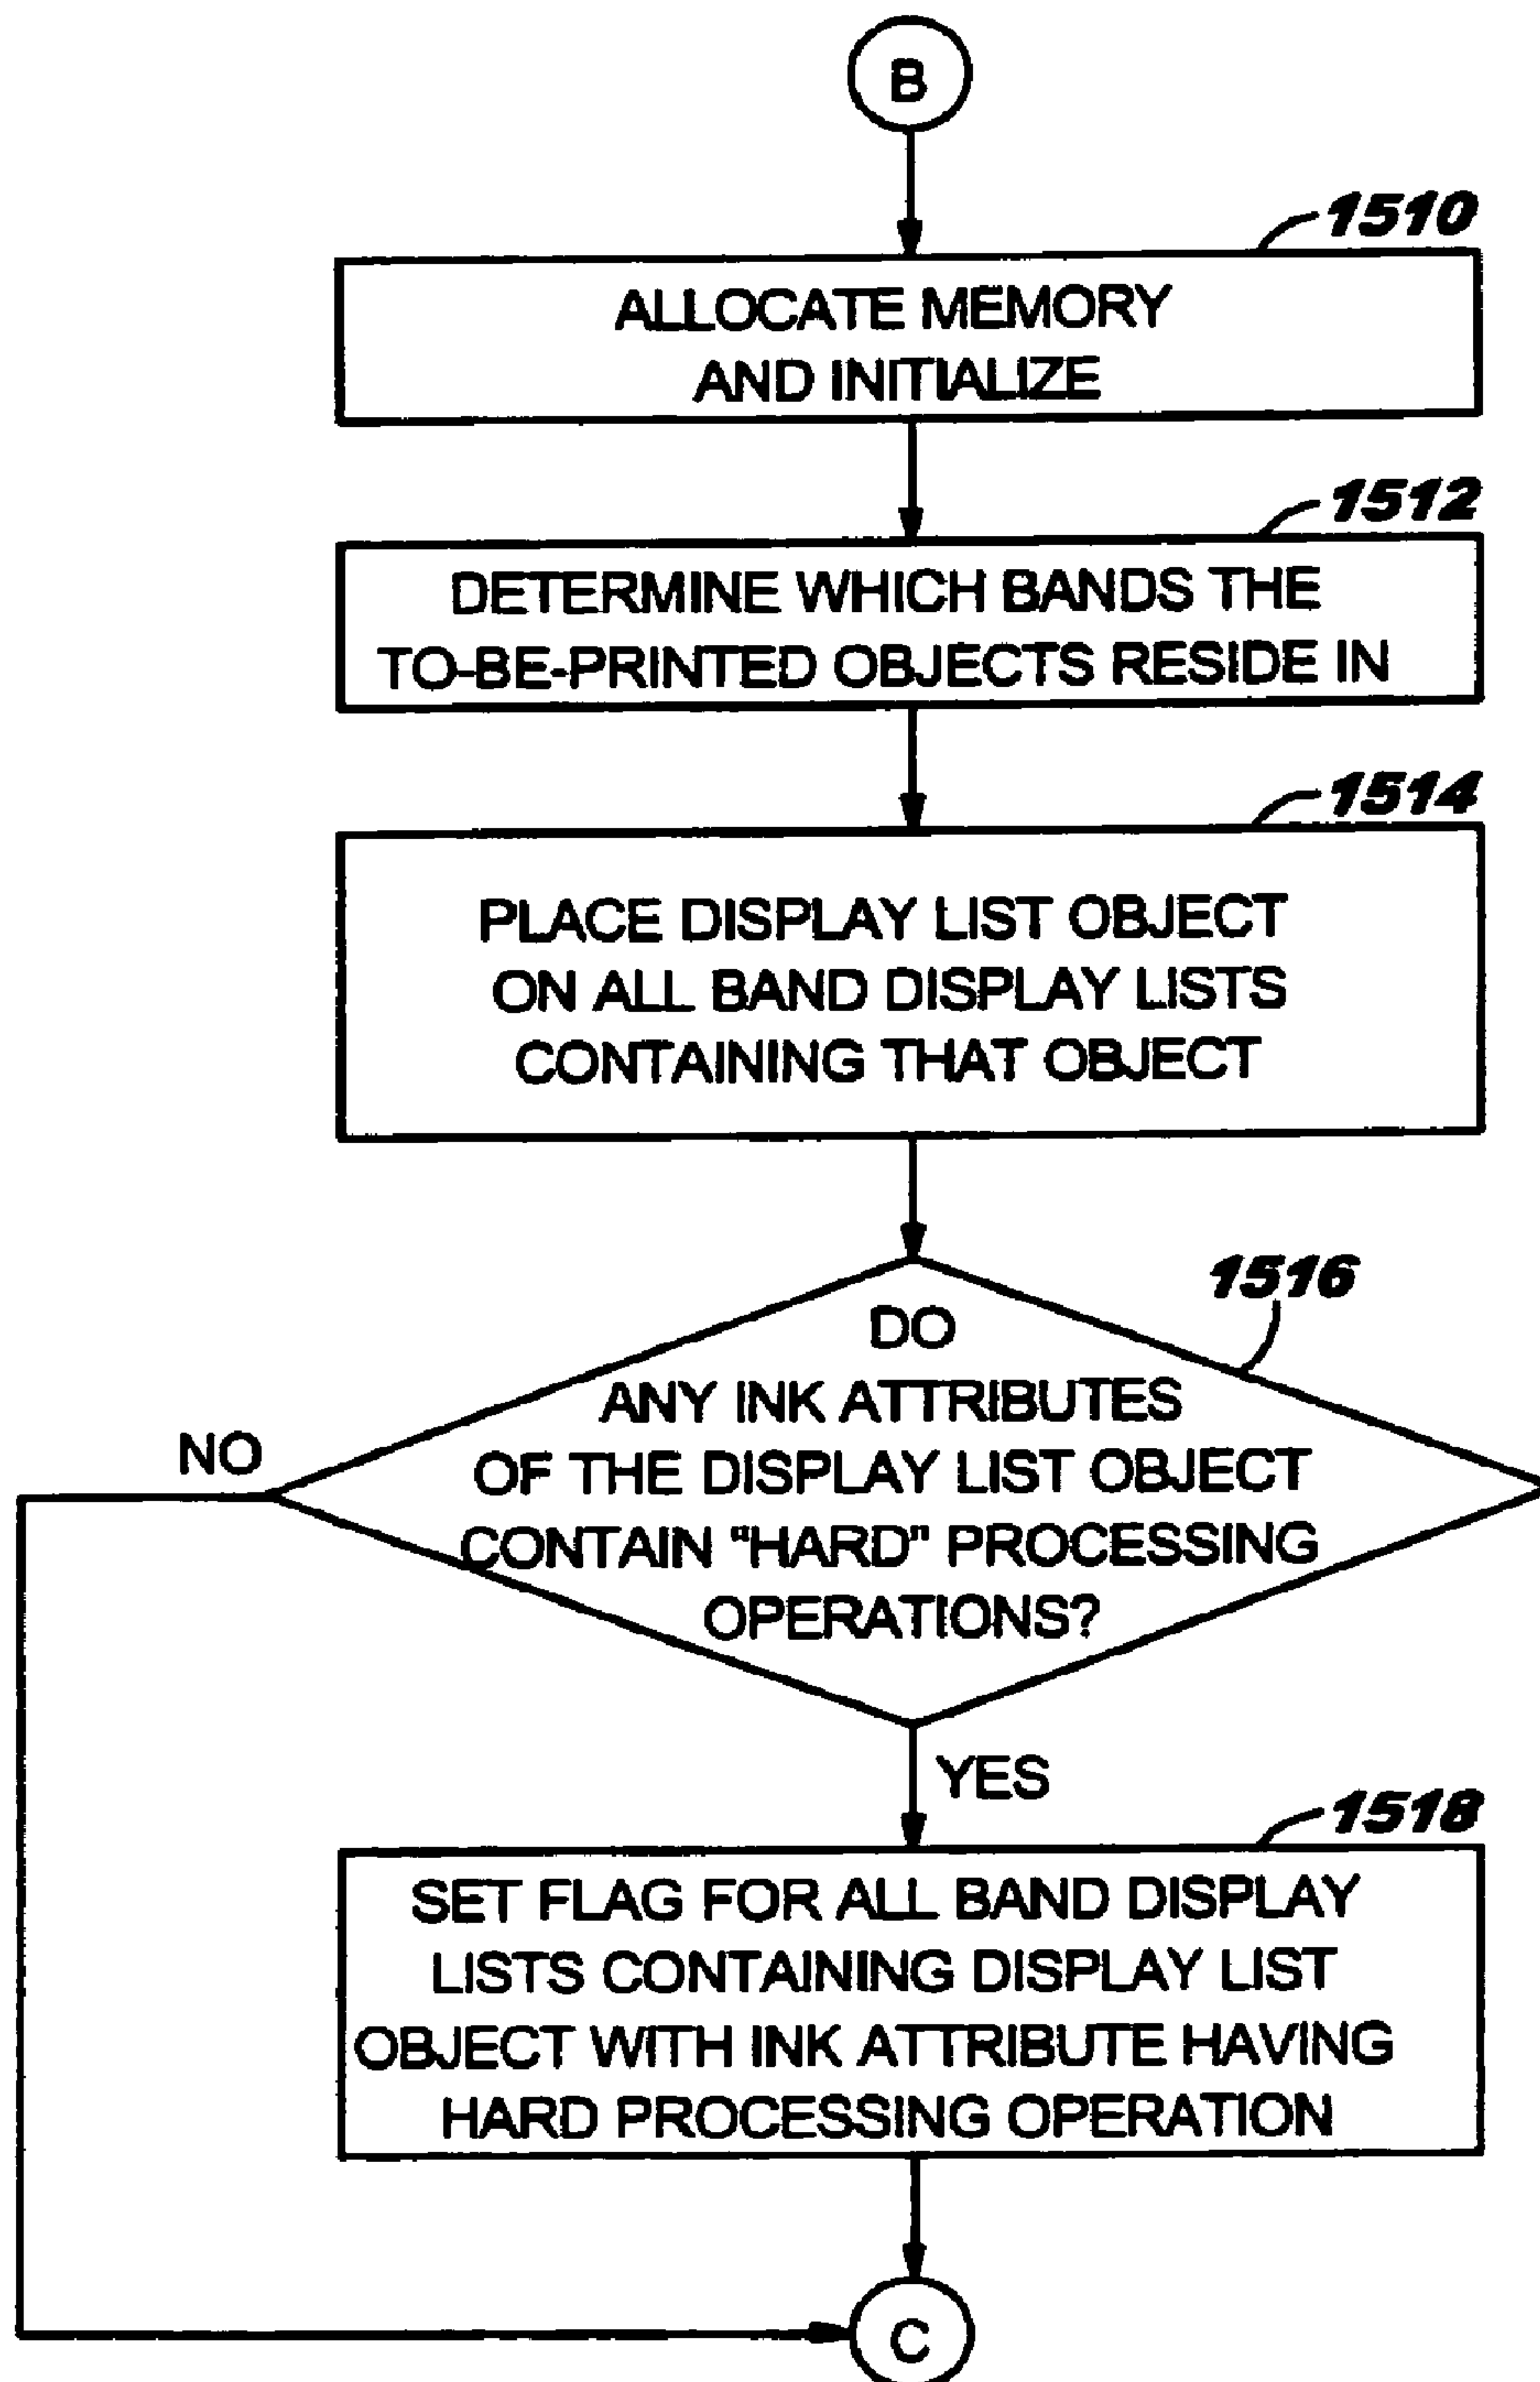 B
1510
ALLOCATE MEMORY
AND INITIALIZE
1512
DETERMINE WHICH BANDS THE
TO-BE-PRINTED OBJECTS RESIDE IN
1514
PLACE DISPLAY LIST OBJECT
ON ALL BAND DISPLAY LISTS
CONTAINING THAT OBJECT
1516
DO
ANY INK ATTRIBUTES
OF THE DISPLAY LIST OBJECT
CONTAIN "HARD" PROCESSING
OPERATIONS?
NO
YES
1518
SET FLAG FOR ALL BAND DISPLAY
LISTS CONTAINING DISPLAY LIST
OBJECT WITH INK ATTRIBUTE HAVING
HARD PROCESSING OPERATION
C